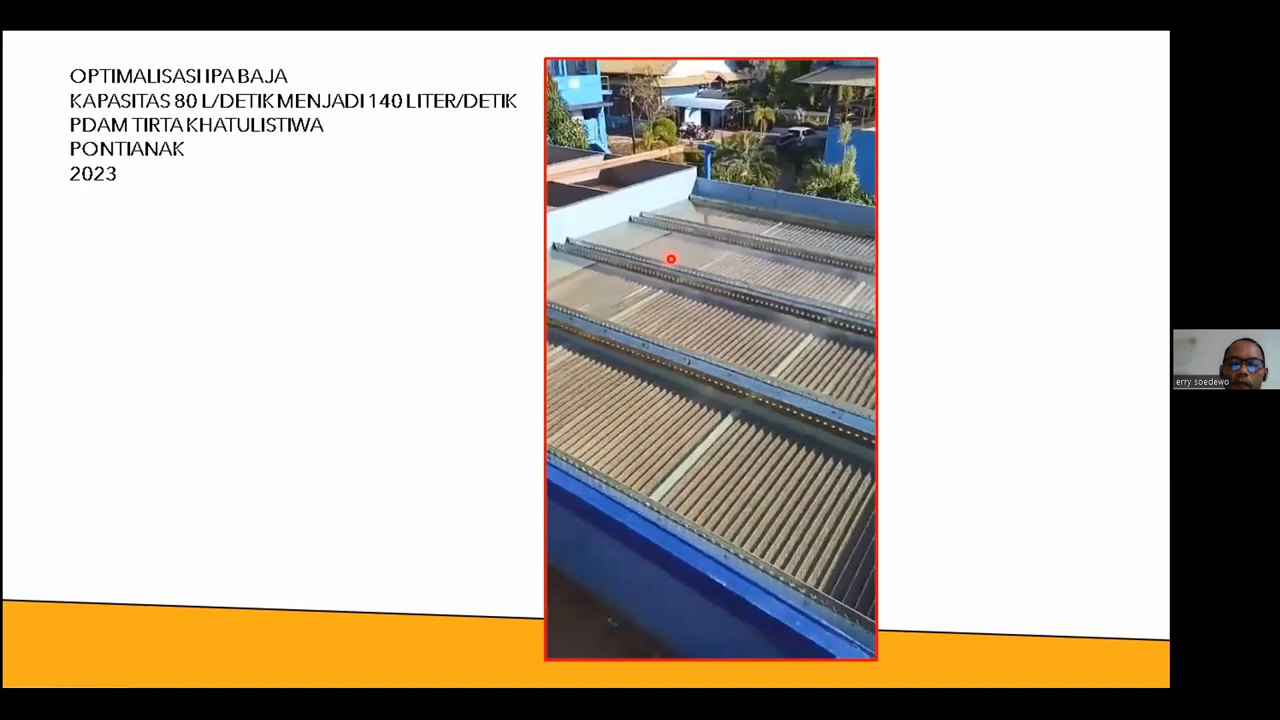 OPTIMALISASI IPA BAJA
KAPASITAS 80 L/DETIK MENJADI 140 LITER/DETIK
PDAM TIRTA KHATULISTIWA
PONTIANAK
2023
erry soedewo